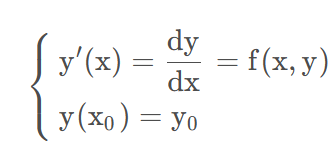 y′(x) = dy/dx = f(x, y)
y(x₀) = y₀